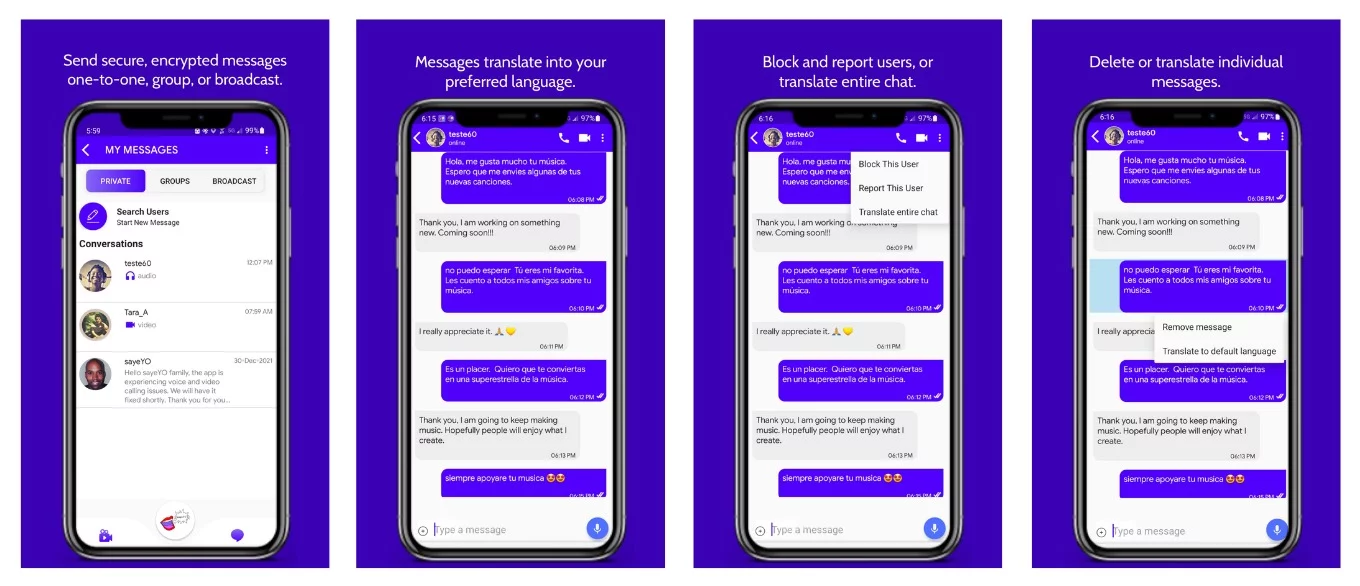 Send secure, encrypted messages
one-to-one, group, or broadcast.
5:59
99%
MY MESSAGES
PRIVATE
GROUPS
BROADCAST
Search Users
Start New Message
Conversations
teste60
12:07 PM
audio
Tara_A
07:59 AM
video
sayeYO
30-Dec-2021
Hello sayeYO family, the app is
experiencing voice and video
calling issues. We will have it
fixed shortly. Thank you for you...
Messages translate into your
preferred language.
6:15
97%
teste60
online
Hola, me gusta mucho tu música.
Espero que me envies algunas de tus
nuevas canciones.
06:08 PM
Thank you, I am working on something
new. Coming soon!!!
06:09 PM
no puedo esperar Tú eres mi favorita.
Les cuento a todos mis amigos sobre tu
música.
06:10 PM
I really appreciate it. 🙏 💛
06:11 PM
Es un placer. Quiero que te conviertas
en una superestrella de la música.
06:12 PM
Thank you, I am going to keep making
music. Hopefully people will enjoy what I
create.
06:13 PM
siempre apoyare tu musica 😍😍
06:15 PM
Type a message
Block and report users, or
translate entire chat.
6:16
97%
teste60
online
Block This User
Report This User
Translate entire chat
Hola, me gusta mu
Espero que me env
nuevas canciones.
Thank you, I am working on something
new. Coming soon!!!
06:09 PM
no puedo esperar Tú eres mi favorita.
Les cuento a todos mis amigos sobre tu
música.
06:10 PM
I really appreciate it. 🙏 💛
06:11 PM
Es un placer. Quiero que te conviertas
en una superestrella de la música.
06:12 PM
Thank you, I am going to keep making
music. Hopefully people will enjoy what I
create.
06:13 PM
siempre apoyare tu musica 😍😍
06:15 PM
Type a message
Delete or translate individual
messages.
6:16
97%
teste60
online
Hola, me gusta mucho tu música.
Espero que me envies algunas de tus
nuevas canciones.
06:08 PM
Thank you, I am working on something
new. Coming soon!!!
06:09 PM
no puedo esperar Tú eres mi favorita.
Les cuento a todos mis amigos sobre tu
música.
06:10 PM
Remove message
Translate to default language
I really apprecia
Es un placer. Quiero que te conviertas
en una superestrella de la música.
06:12 PM
Thank you, I am going to keep making
music. Hopefully people will enjoy what I
create.
06:13 PM
siempre apoyare tu musica 😍😍
06:15 PM
Type a message